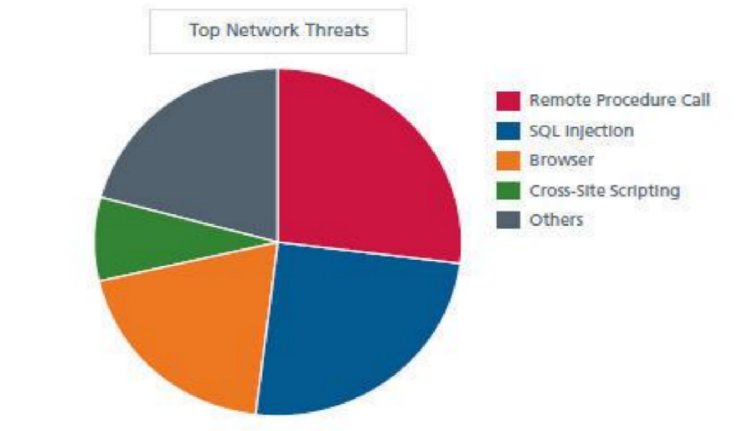 Top Network Threats
Remote Procedure Call
SQL Injection
Browser
Cross-Site Scripting
Others